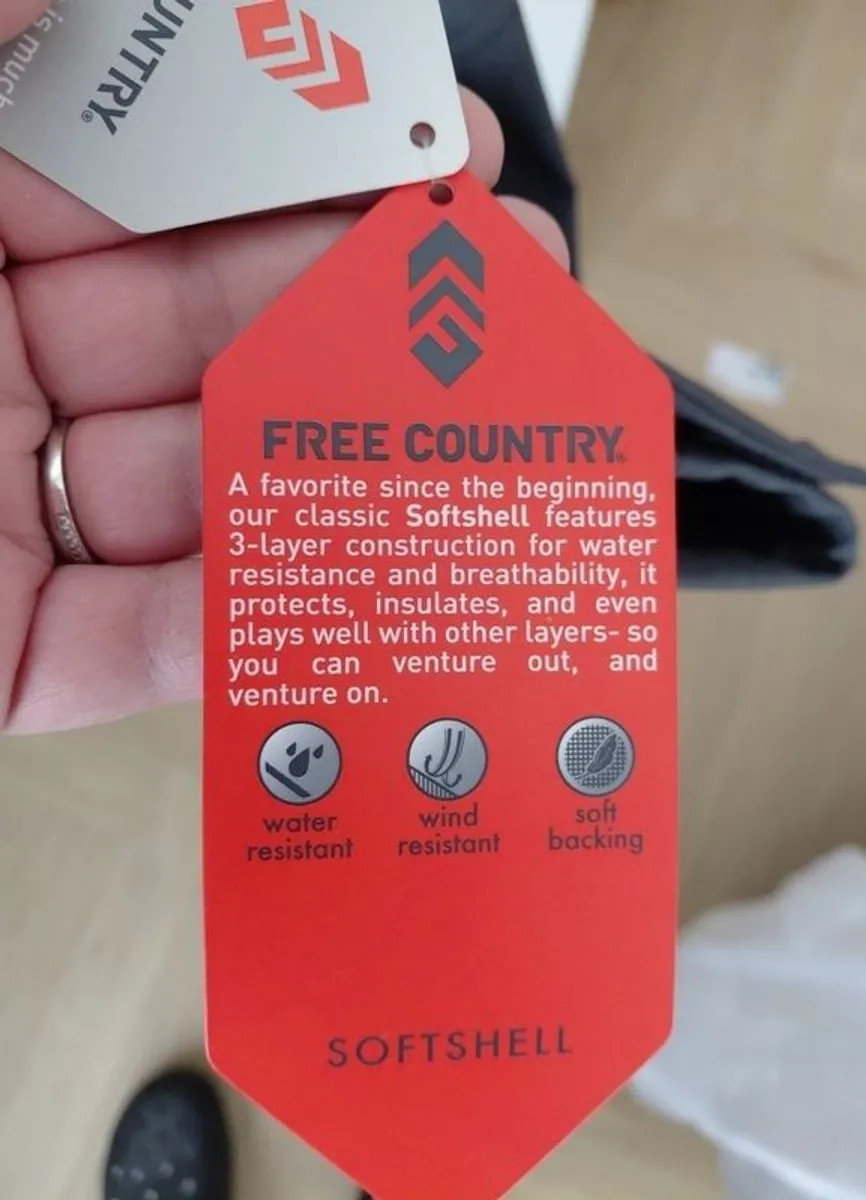 is much
UNTRY®
FREE COUNTRY®
A favorite since the beginning,
our classic Softshell features
3-layer construction for water
resistance and breathability, it
protects, insulates, and even
plays well with other layers- so
you can venture out, and
venture on.
water
resistant
wind
resistant
soft
backing
SOFTSHELL